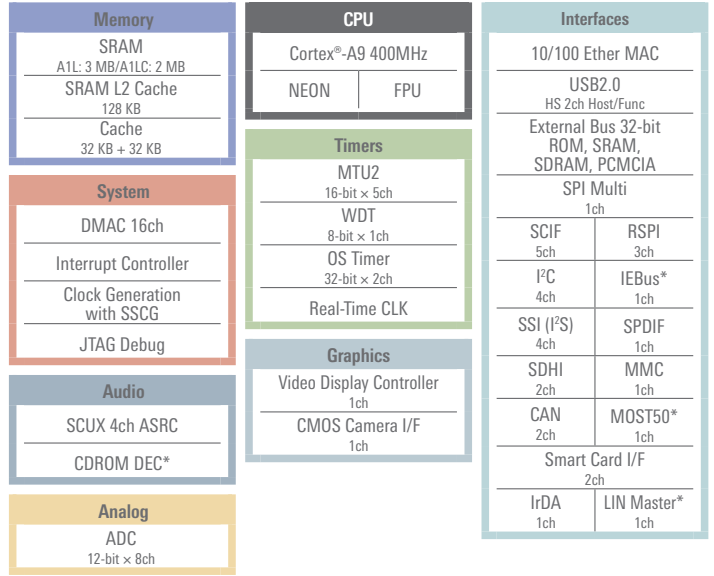 Memory
SRAM
A1L: 3 MB/A1LC: 2 MB
SRAM L2 Cache
128 KB
Cache
32 KB + 32 KB
System
DMAC 16ch
Interrupt Controller
Clock Generation
with SSCG
JTAG Debug
Audio
SCUX 4ch ASRC
CDROM DEC*
Analog
ADC
12-bit × 8ch
CPU
Cortex®-A9 400MHz
NEON FPU
Timers
MTU2
16-bit × 5ch
WDT
8-bit × 1ch
OS Timer
32-bit × 2ch
Real-Time CLK
Graphics
Video Display Controller
1ch
CMOS Camera I/F
1ch
Interfaces
10/100 Ether MAC
USB2.0
HS 2ch Host/Func
External Bus 32-bit
ROM, SRAM,
SDRAM, PCMCIA
SPI Multi
1ch
SCIF RSPI
5ch 3ch
I²C IEBus*
4ch 1ch
SSI (I²S) SPDIF
4ch 1ch
SDHI MMC
2ch 1ch
CAN MOST50*
2ch 1ch
Smart Card I/F
2ch
IrDA LIN Master*
1ch 1ch